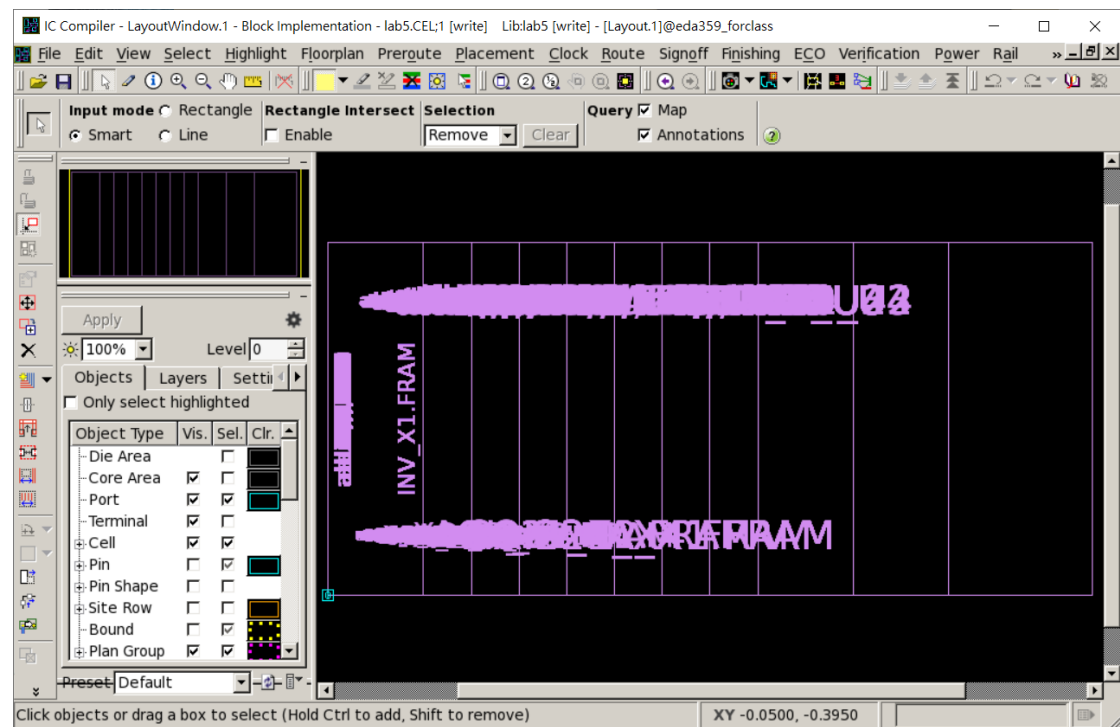 IC Compiler - LayoutWindow.1 - Block Implementation - lab5.CEL;1 [write]    Lib:lab5 [write] - [Layout.1]@eda359_forclass
File Edit View Select Highlight Floorplan Preroute Placement Clock Route Signoff Finishing ECO Verification Power Rail »
Input mode Rectangle Rectangle Intersect Selection Query Map
Smart Line Enable Remove Clear Annotations
Apply
100% Level 0
Objects Layers Setti
Only select highlighted
Object Type Vis. Sel. Clr.
Die Area
Core Area
Port
Terminal
Cell
Pin
Pin Shape
Site Row
Bound
Plan Group
Preset Default
INV_X1.FRAM
Click objects or drag a box to select (Hold Ctrl to add, Shift to remove) XY -0.0500, -0.3950